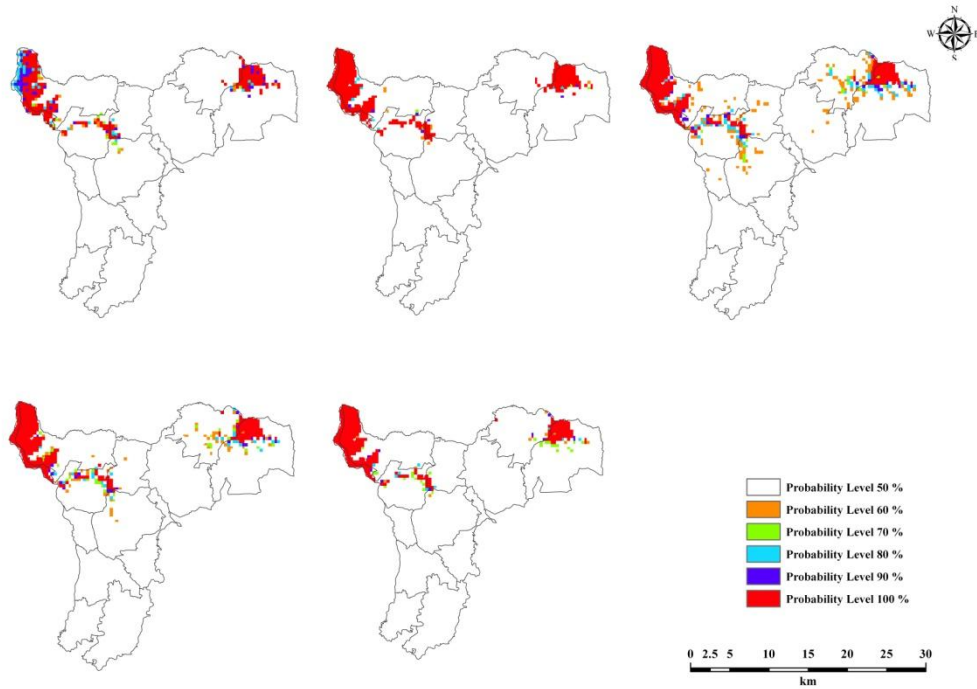 N
W E
S
Probability Level 50 %
Probability Level 60 %
Probability Level 70 %
Probability Level 80 %
Probability Level 90 %
Probability Level 100 %
0 2.5 5 10 15 20 25 30
km